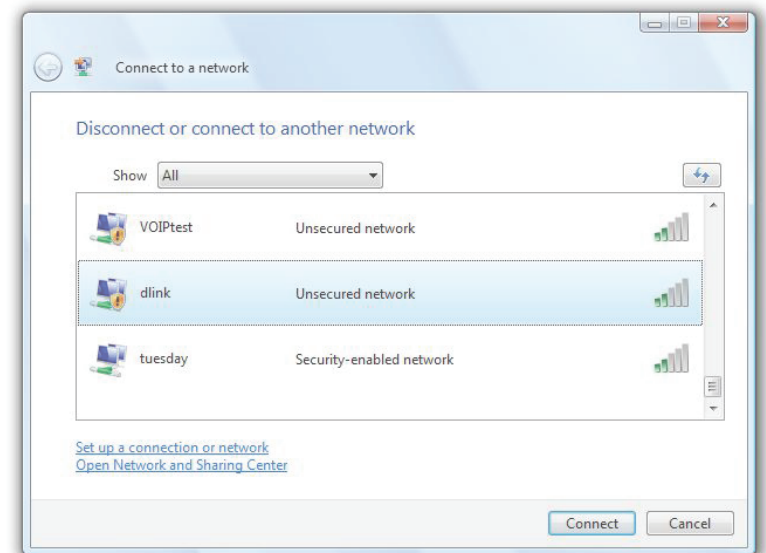 Connect to a network
Disconnect or connect to another network
Show All
VOIPtest Unsecured network
dlink Unsecured network
tuesday Security-enabled network
Set up a connection or network
Open Network and Sharing Center
Connect Cancel